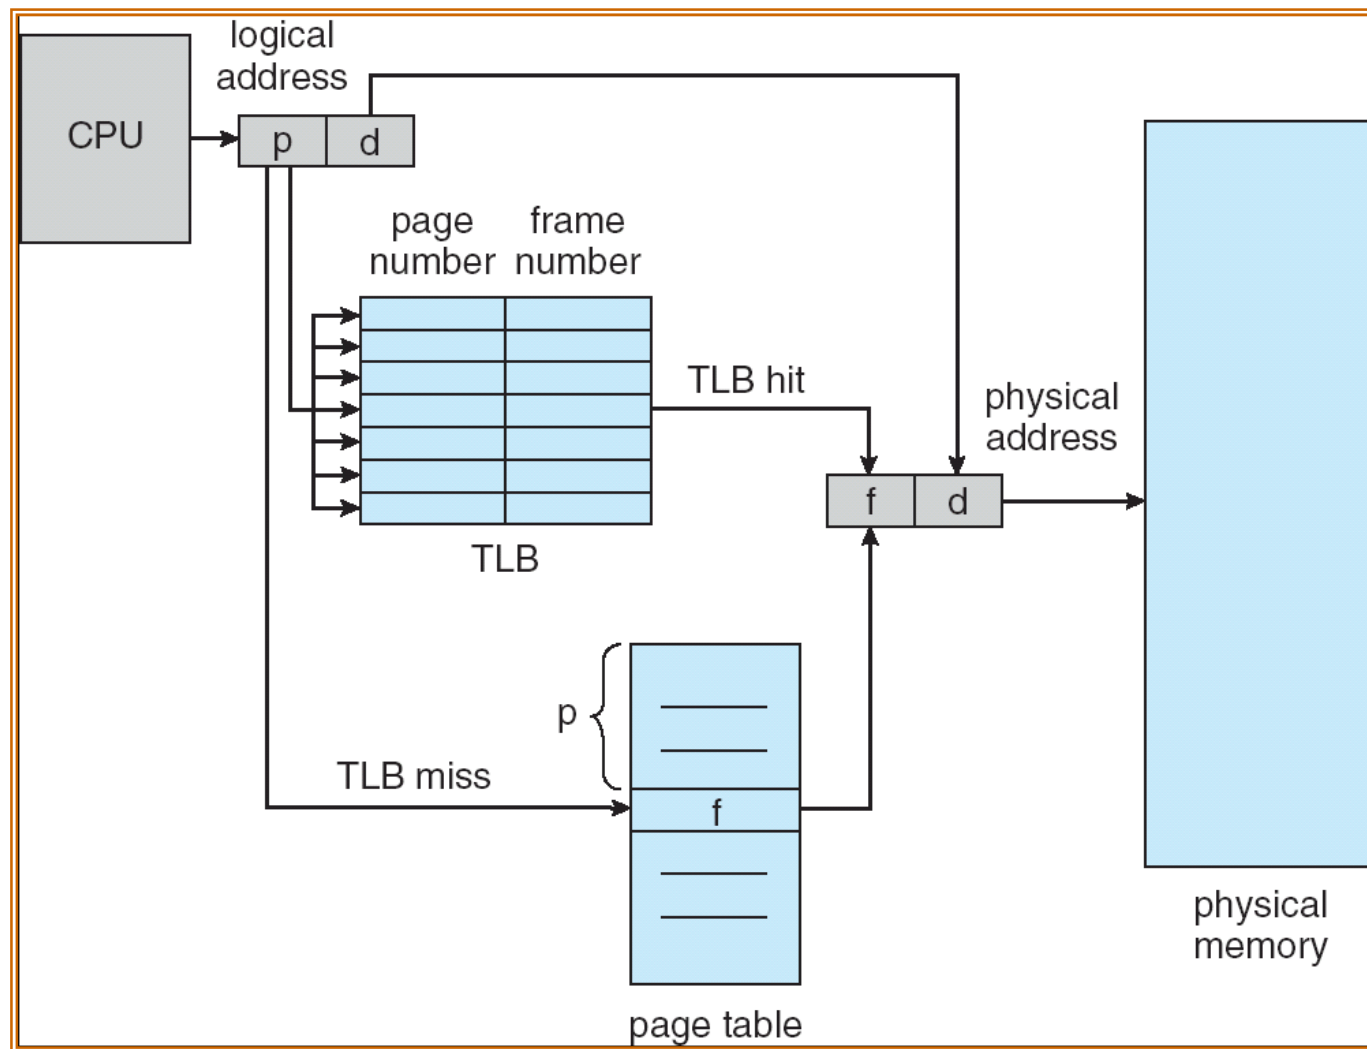 logical
address
CPU
p
d
page
number
frame
number
TLB hit
physical
address
f
d
TLB
p
TLB miss
f
physical
memory
page table